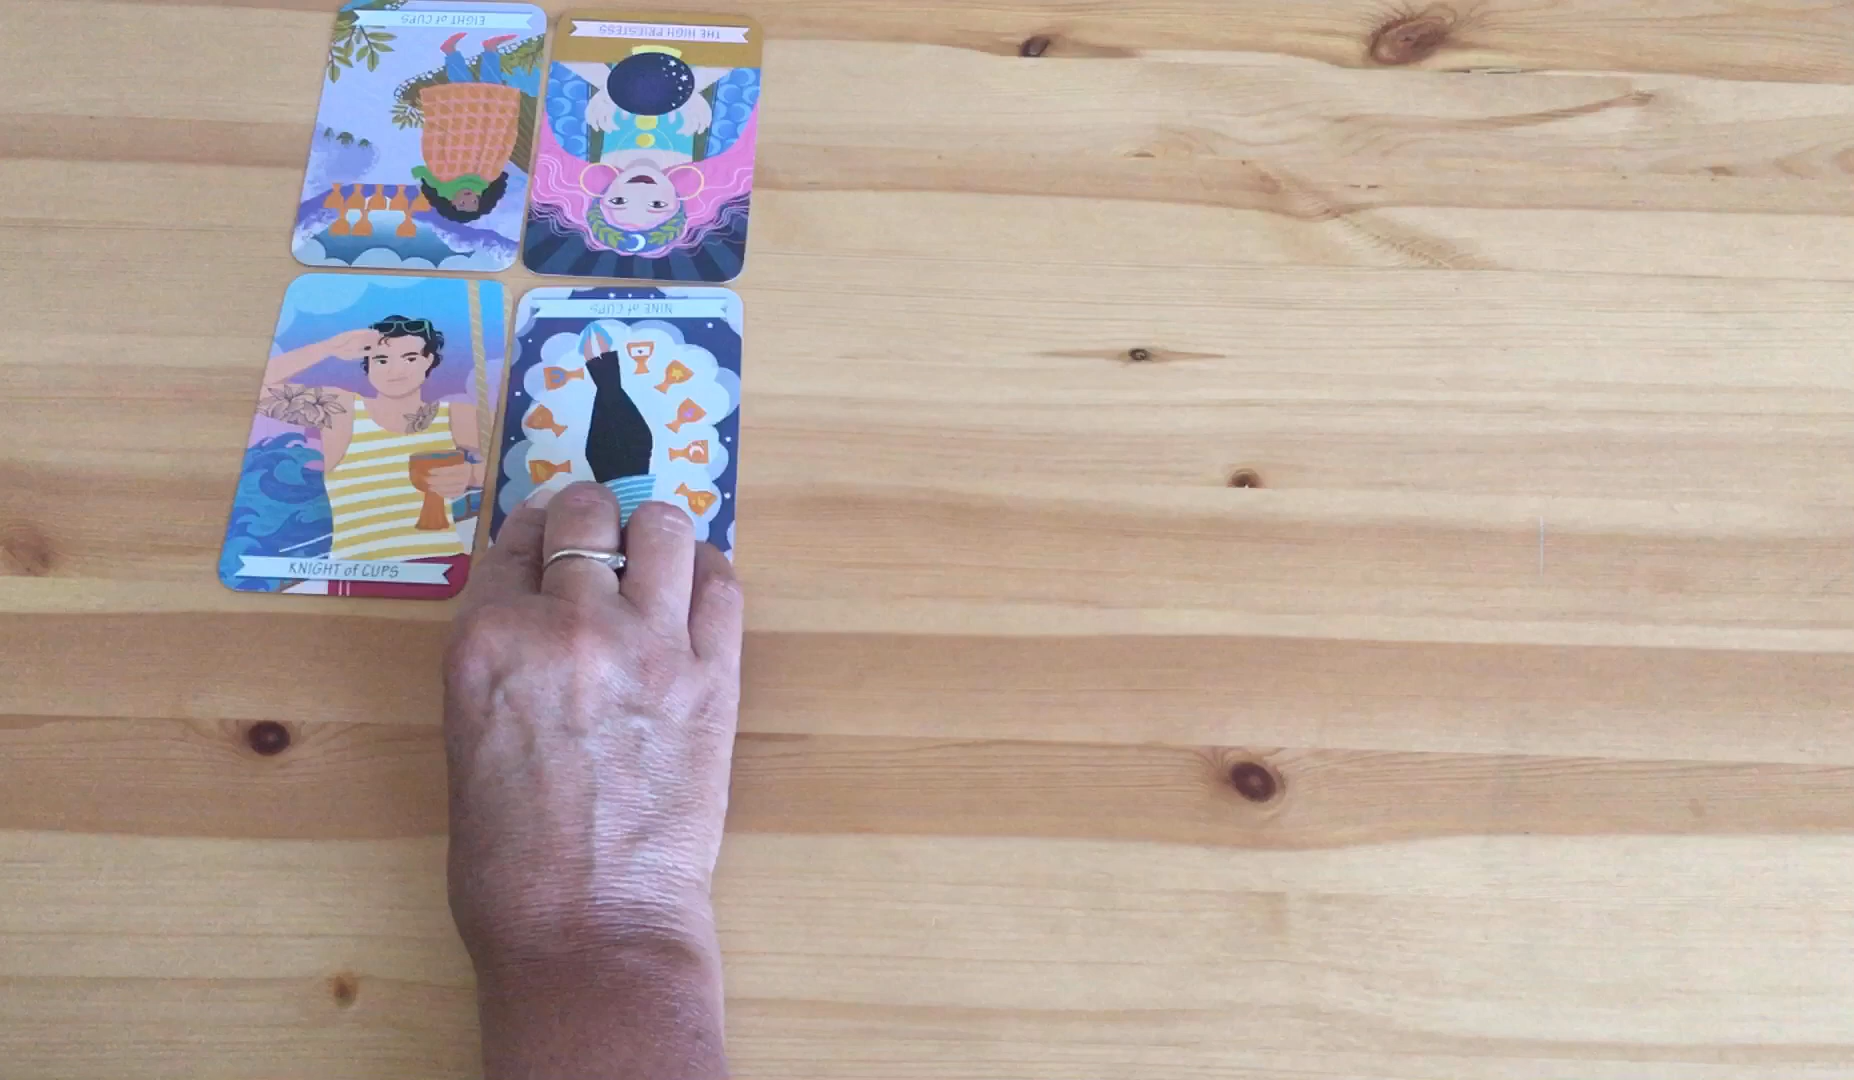 EIGHT of CUPS
THE HIGH PRIESTESS
KNIGHT of CUPS
NINE of CUPS